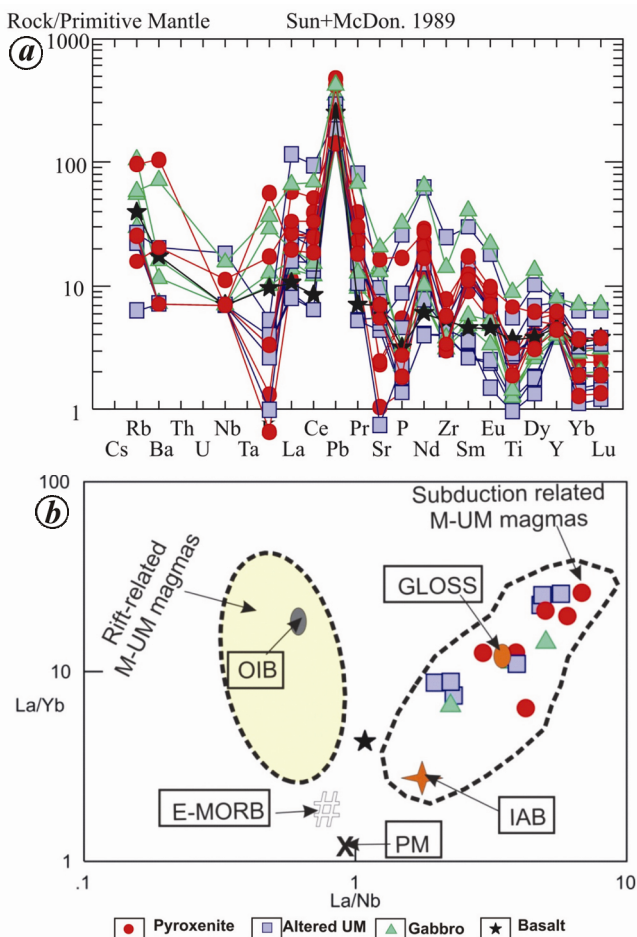 Rock/Primitive Mantle Sun+McDon. 1989
a
1000
100
10
1
Rb Th Nb K Ce Pr P Zr Eu Dy Yb
Cs Ba U Ta La Pb Sr Nd Sm Ti Y Lu
b
100
10
1
La/Yb
Rift-related
M-UM magmas
Subduction related
M-UM magmas
GLOSS
OIB
E-MORB
PM
IAB
.1 1 10
La/Nb
Pyroxenite Altered UM Gabbro Basalt